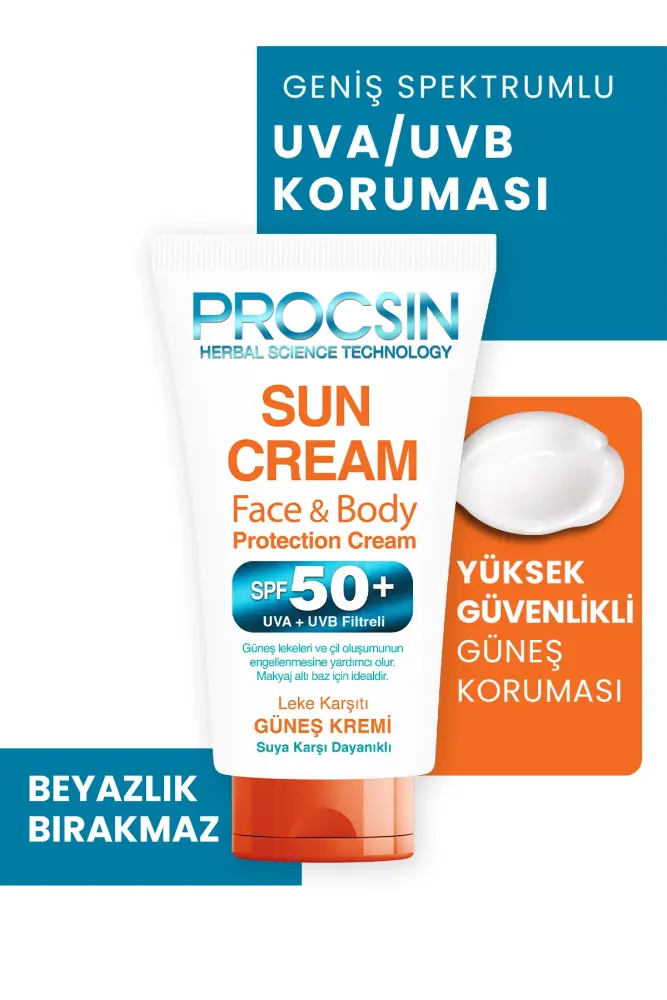 GENİŞ SPEKTRUMLU
UVA/UVB
KORUMASI
PROCSIN
HERBAL SCIENCE TECHNOLOGY
SUN
CREAM
Face & Body
Protection Cream
SPF 50+
UVA + UVB Filtreli
Güneş lekeleri ve çil oluşumunun
engellenmesine yardımcı olur.
Makyaj altı baz için idealdir.
Leke Karşıtı
GÜNEŞ KREMİ
Suya Karşı Dayanıklı
YÜKSEK
GÜVENLİKLİ
GÜNEŞ
KORUMASI
BEYAZLIK
BIRAKMAZ